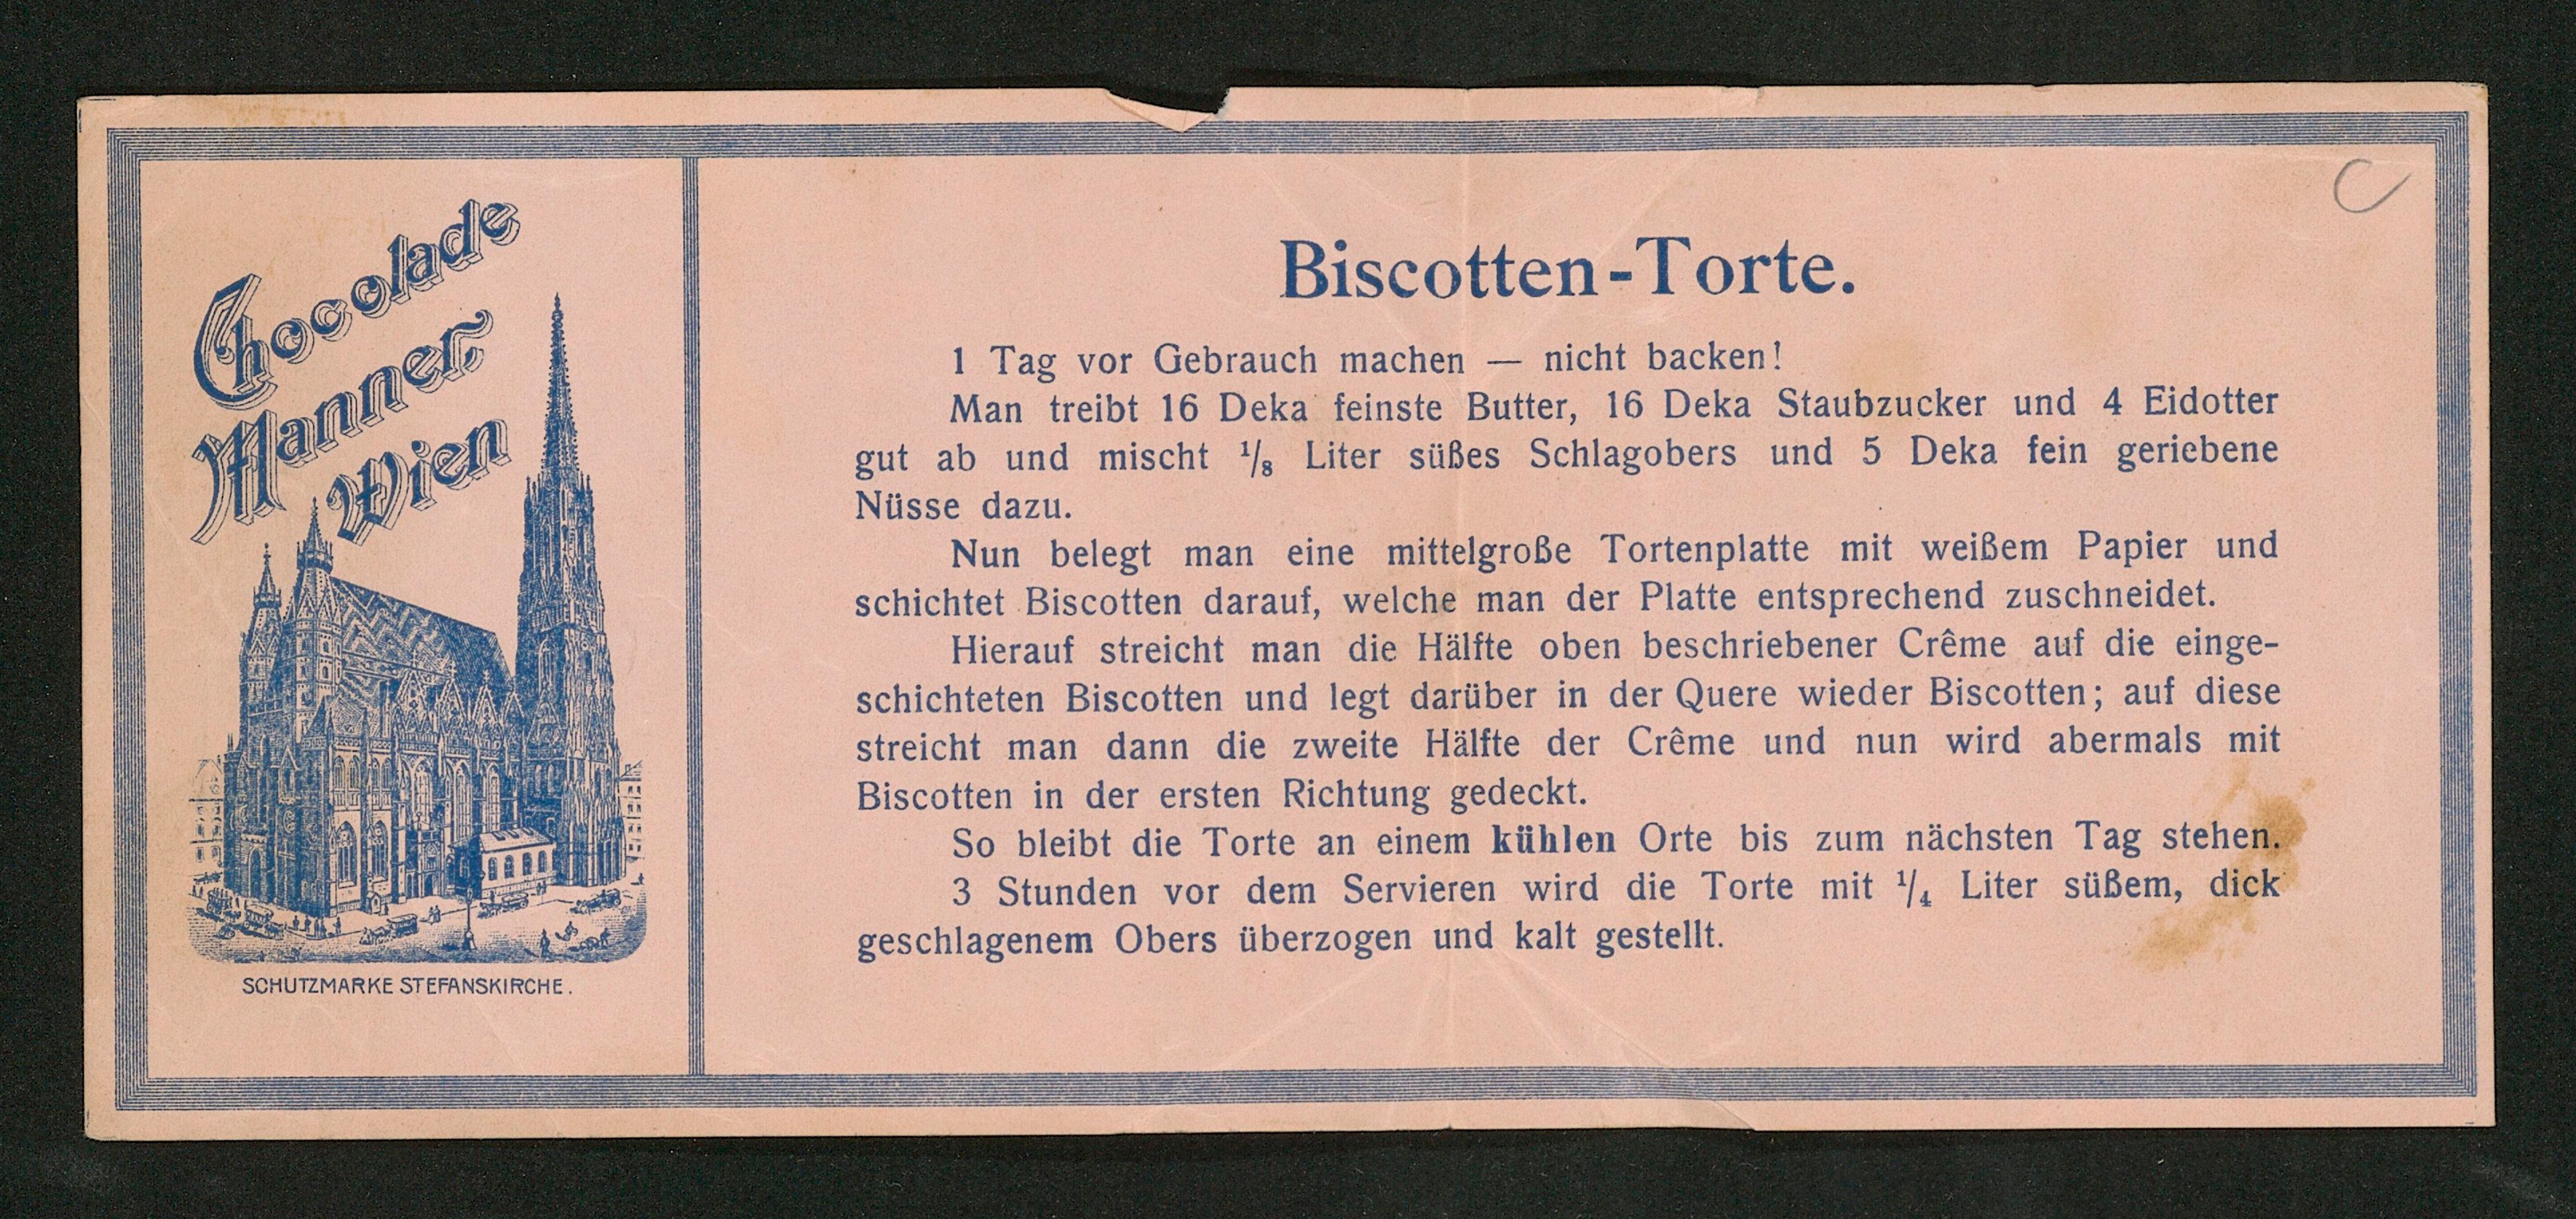 Chocolade
Manner
Wien
SCHUTZMARKE STEFANSKIRCHE.
C
Biscotten-Torte.
1 Tag vor Gebrauch machen — nicht backen!
Man treibt 16 Deka feinste Butter, 16 Deka Staubzucker und 4 Eidotter
gut ab und mischt 1/8 Liter süßes Schlagobers und 5 Deka fein geriebene
Nüsse dazu.
Nun belegt man eine mittelgroße Tortenplatte mit weißem Papier und
schichtet Biscotten darauf, welche man der Platte entsprechend zuschneidet.
Hierauf streicht man die Hälfte oben beschriebener Crême auf die einge-
schichteten Biscotten und legt darüber in der Quere wieder Biscotten; auf diese
streicht man dann die zweite Hälfte der Crême und nun wird abermals mit
Biscotten in der ersten Richtung gedeckt.
So bleibt die Torte an einem kühlen Orte bis zum nächsten Tag stehen.
3 Stunden vor dem Servieren wird die Torte mit 1/4 Liter süßem, dick
geschlagenem Obers überzogen und kalt gestellt.